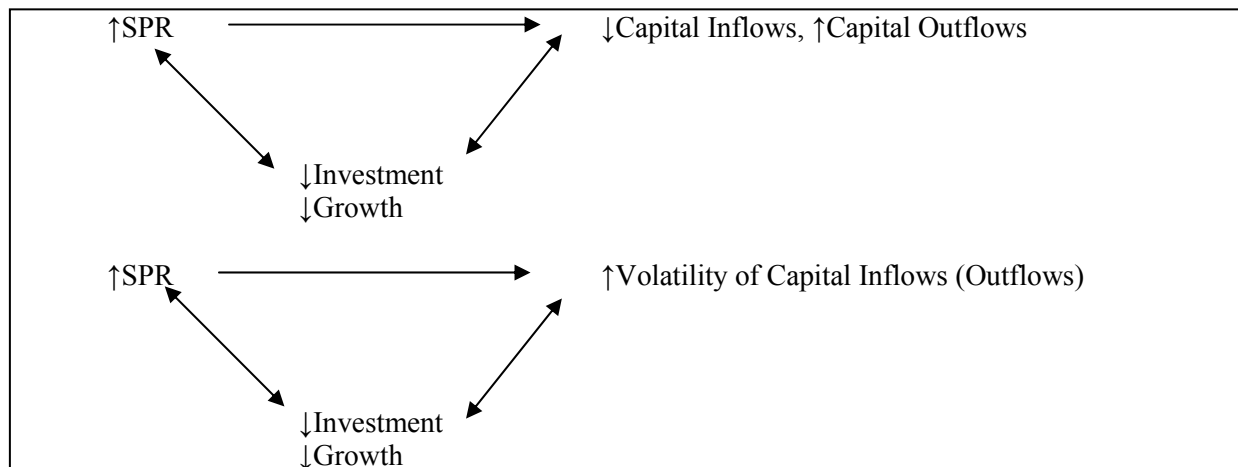 ↑SPR ↓Capital Inflows, ↑Capital Outflows
↓Investment
↓Growth
↑SPR ↑Volatility of Capital Inflows (Outflows)
↓Investment
↓Growth